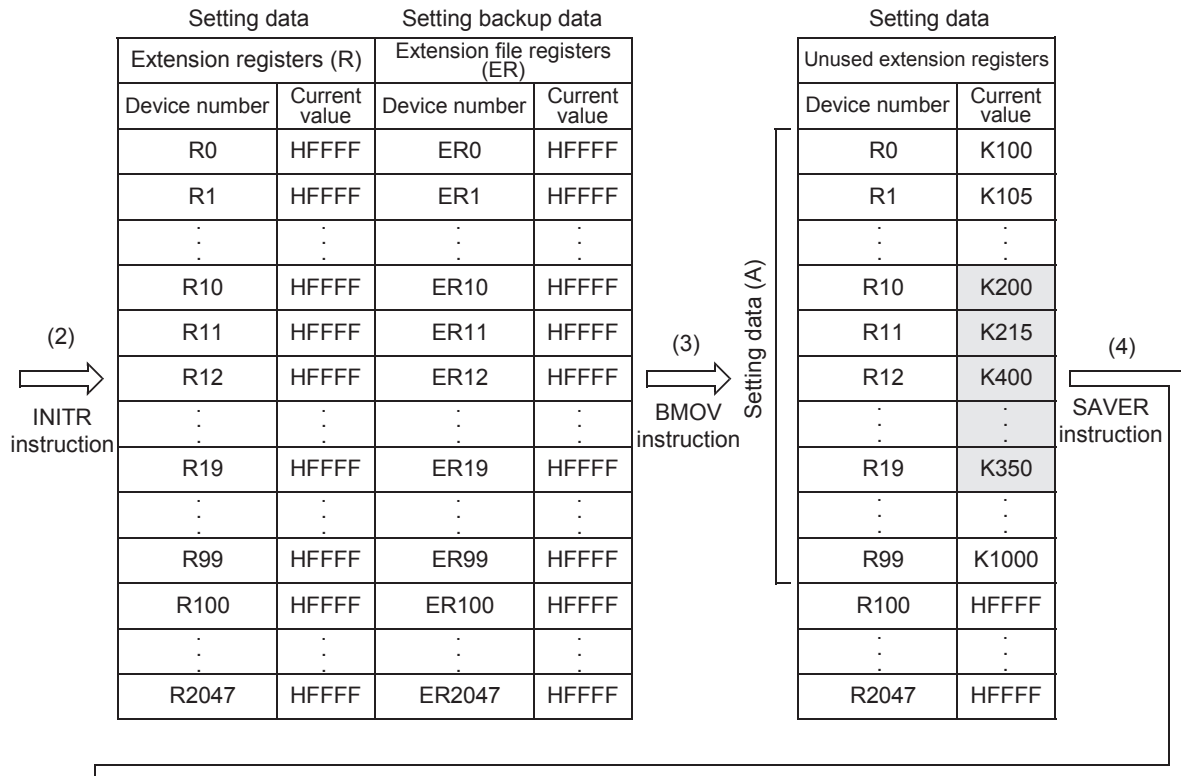 Setting data Setting backup data Setting data
Extension registers (R) Extension file registers (ER) Unused extension registers
Device number Current value Device number Current value Device number Current value
R0 HFFFF ER0 HFFFF R0 K100
R1 HFFFF ER1 HFFFF R1 K105
: : : : : :
R10 HFFFF ER10 HFFFF R10 K200
R11 HFFFF ER11 HFFFF R11 K215
R12 HFFFF ER12 HFFFF R12 K400
: : : : : :
R19 HFFFF ER19 HFFFF R19 K350
: : : : : :
R99 HFFFF ER99 HFFFF R99 K1000
R100 HFFFF ER100 HFFFF R100 HFFFF
: : : : : :
R2047 HFFFF ER2047 HFFFF R2047 HFFFF
(2)
INITR
instruction
(3)
BMOV
instruction
Setting data (A)
(4)
SAVER
instruction